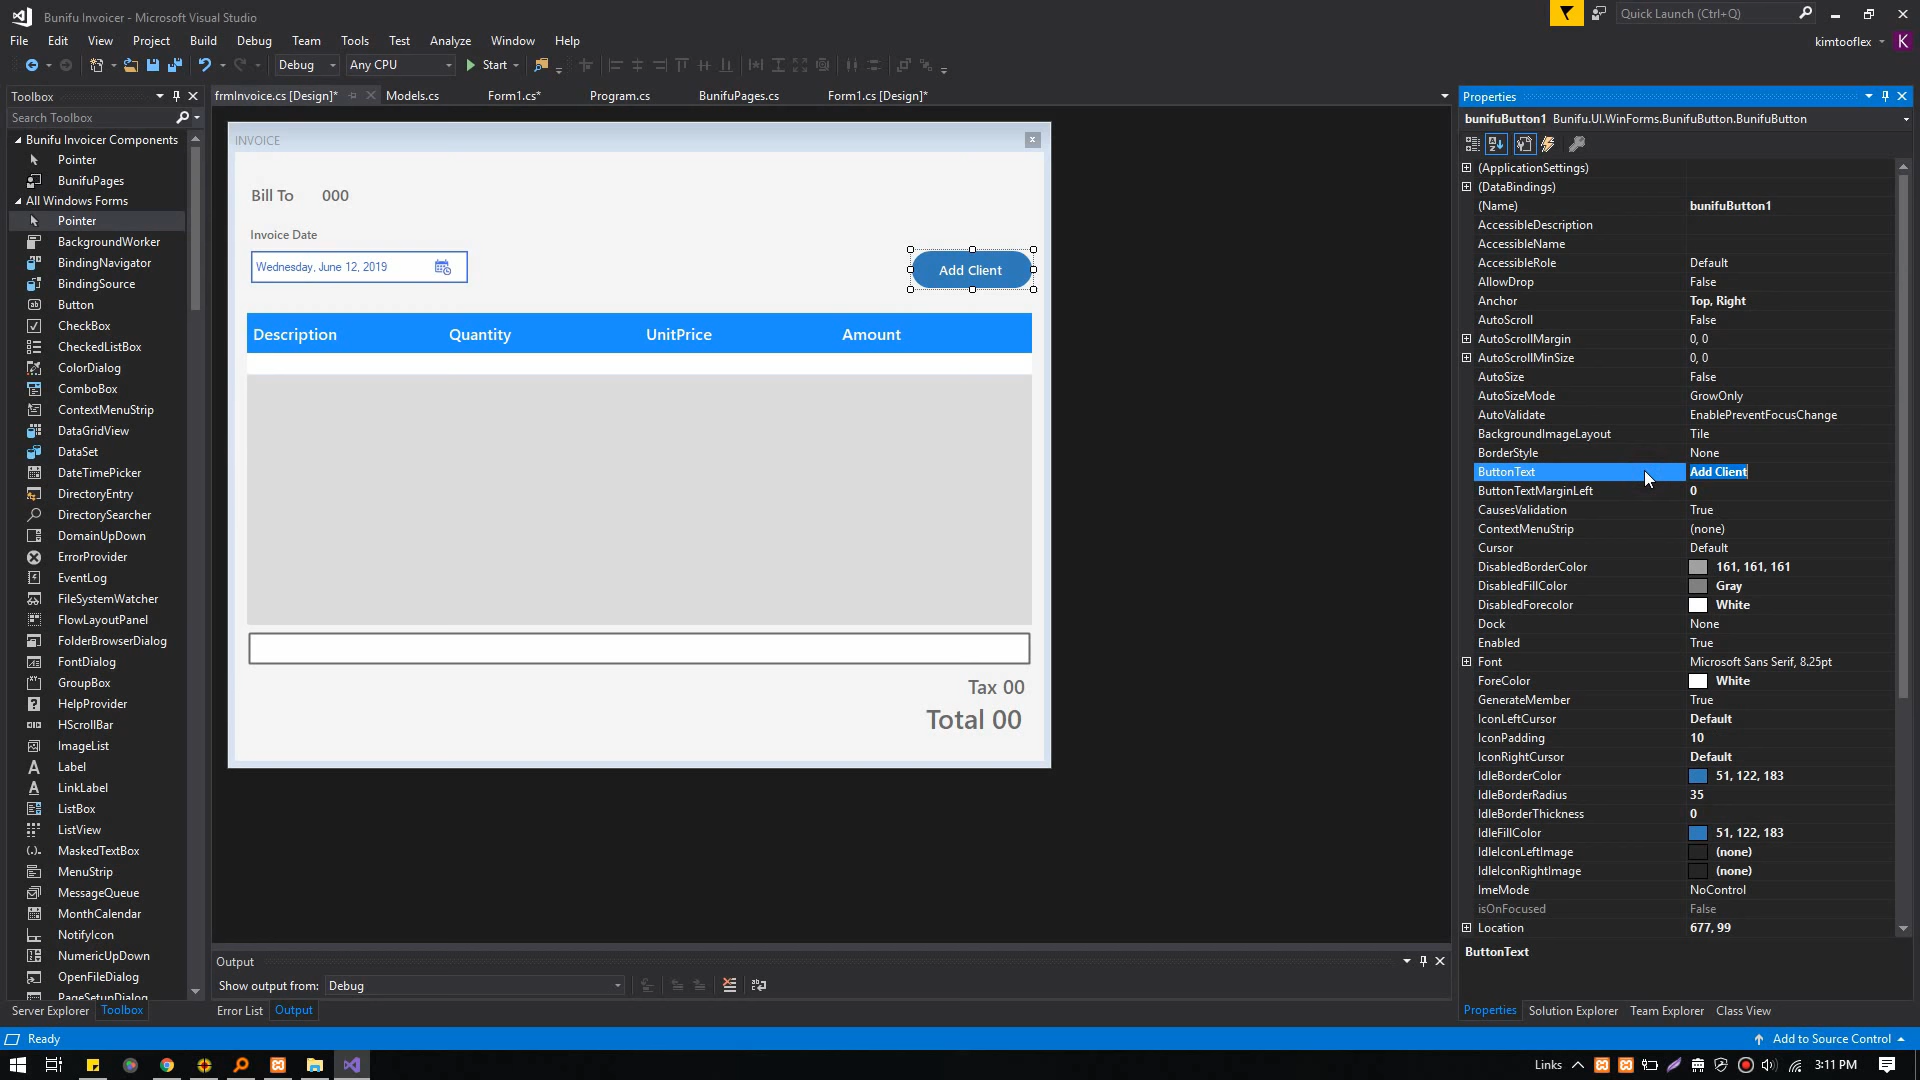 Bunifu Invoicer - Microsoft Visual Studio
Quick Launch (Ctrl+Q)
File Edit View Project Build Debug Team Tools Test Analyze Window Help
kimtooflex K
Debug Any CPU Start
Toolbox
Search Toolbox
Bunifu Invoicer Components
Pointer
BunifuPages
All Windows Forms
Pointer
BackgroundWorker
BindingNavigator
BindingSource
Button
CheckBox
CheckedListBox
ColorDialog
ComboBox
ContextMenuStrip
DataGridView
DataSet
DateTimePicker
DirectoryEntry
DirectorySearcher
DomainUpDown
ErrorProvider
EventLog
FileSystemWatcher
FlowLayoutPanel
FolderBrowserDialog
FontDialog
GroupBox
HelpProvider
HScrollBar
ImageList
Label
LinkLabel
ListBox
ListView
MaskedTextBox
MenuStrip
MessageQueue
MonthCalendar
NotifyIcon
NumericUpDown
OpenFileDialog
PageSetupDialog
Server Explorer Toolbox
frmInvoice.cs [Design]* Models.cs Form1.cs* Program.cs BunifuPages.cs Form1.cs [Design]*
INVOICE
Bill To 000
Invoice Date
Wednesday, June 12, 2019
Add Client
Description Quantity UnitPrice Amount
Tax 00
Total 00
Output
Show output from: Debug
Error List Output
Properties
bunifuButton1 Bunifu.UI.WinForms.BunifuButton.BunifuButton
(ApplicationSettings)
(DataBindings)
(Name) bunifuButton1
AccessibleDescription
AccessibleName
AccessibleRole Default
AllowDrop False
Anchor Top, Right
AutoScroll False
AutoScrollMargin 0, 0
AutoScrollMinSize 0, 0
AutoSize False
AutoSizeMode GrowOnly
AutoValidate EnablePreventFocusChange
BackgroundImageLayout Tile
BorderStyle None
ButtonText Add Client
ButtonTextMarginLeft 0
CausesValidation True
ContextMenuStrip (none)
Cursor Default
DisabledBorderColor 161, 161, 161
DisabledFillColor Gray
DisabledForecolor White
Dock None
Enabled True
Font Microsoft Sans Serif, 8.25pt
ForeColor White
GenerateMember True
IconLeftCursor Default
IconPadding 10
IconRightCursor Default
IdleBorderColor 51, 122, 183
IdleBorderRadius 35
IdleBorderThickness 0
IdleFillColor 51, 122, 183
IdleIconLeftImage (none)
IdleIconRightImage (none)
ImeMode NoControl
isOnFocused False
Location 677, 99
ButtonText
Properties Solution Explorer Team Explorer Class View
Ready
Add to Source Control
Links 3:11 PM